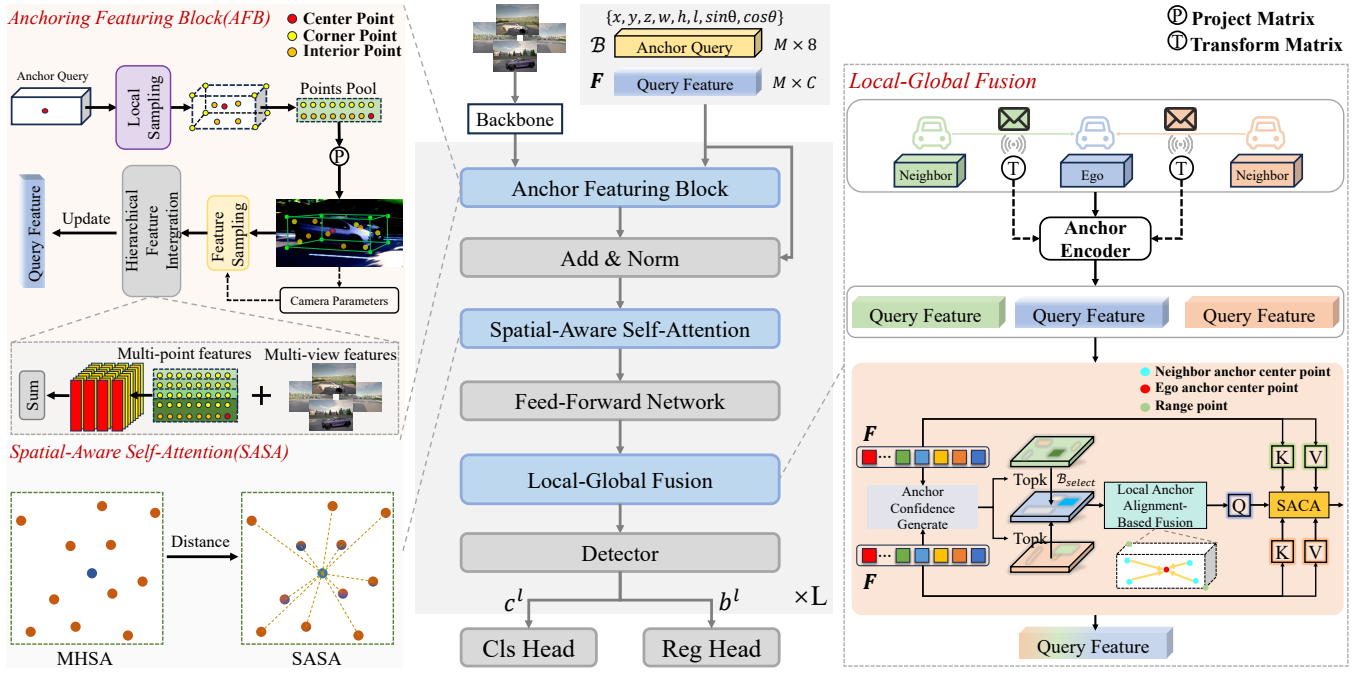 Anchoring Featuring Block(AFB)
Center Point
Corner Point
Interior Point
Anchor Query
Local
Sampling
Points Pool
P
Query Feature
Update
Hierarchical
Feature
Intergration
Feature
Sampling
Camera Parameters
Multi-point features
Multi-view features
Sum
+
Spatial-Aware Self-Attention(SASA)
Distance
MHSA
SASA
{x, y, z, w, h, l, sinθ, cosθ}
ℬ
Anchor Query
M × 8
F
Query Feature
M × C
Backbone
Anchor Featuring Block
Add & Norm
Spatial-Aware Self-Attention
Feed-Forward Network
Local-Global Fusion
Detector
c^l
b^l
×L
Cls Head
Reg Head
P Project Matrix
T Transform Matrix
Local-Global Fusion
Neighbor
T
Ego
T
Neighbor
Anchor
Encoder
Query Feature
Query Feature
Query Feature
Neighbor anchor center point
Ego anchor center point
Range point
F
K
V
Topk
ℬ_select
Anchor
Confidence
Generate
Local Anchor
Alignment-
Based Fusion
Q
SACA
Topk
K
V
F
Query Feature